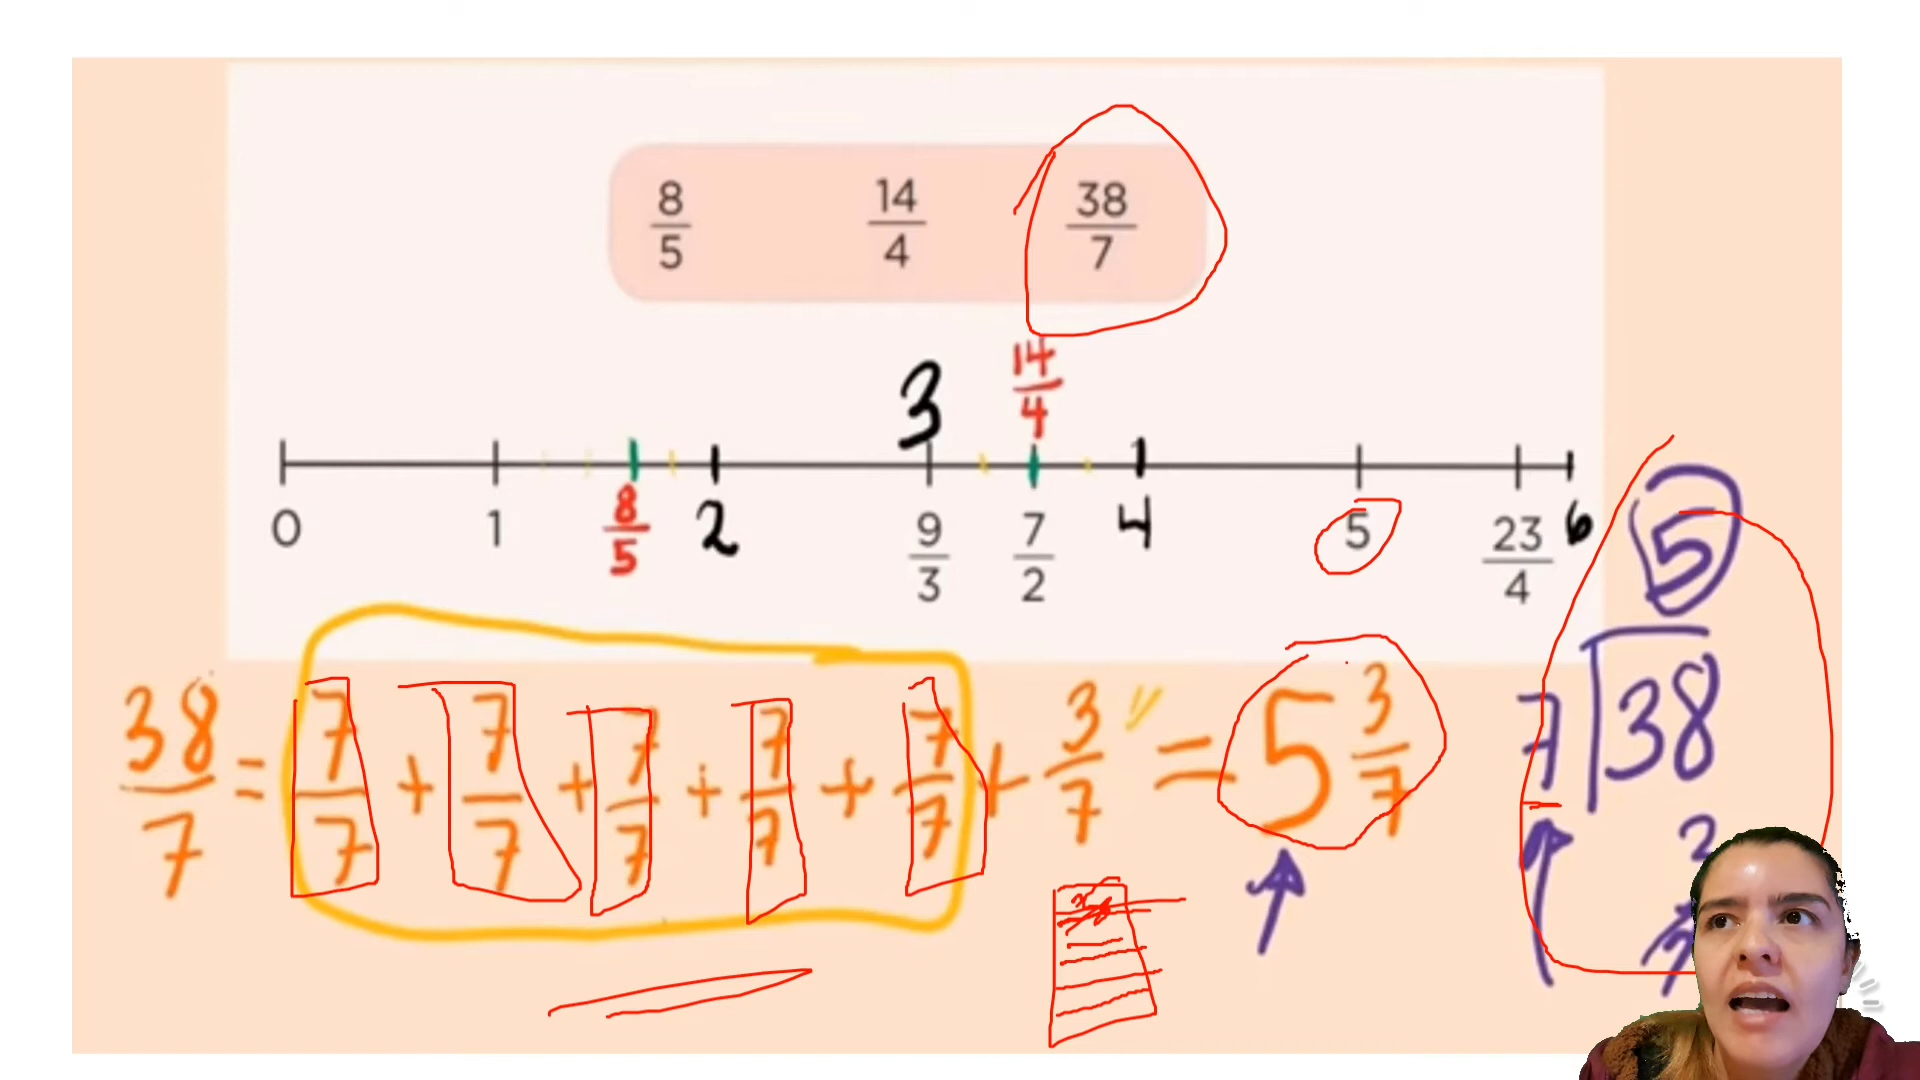 8/5 14/4 38/7
3 14/4
0 1 8/5 2 9/3 7/2 4 5 23/4 6
38/7 = 7/7 + 7/7 + 7/7 + 7/7 + 7/7 + 3/7 = 5 3/7
5
7 38